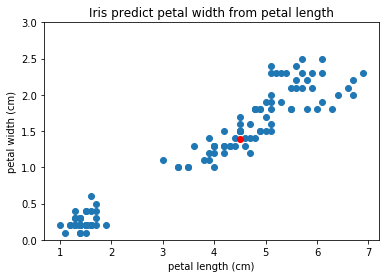 Iris predict petal width from petal length
3.0
2.5
2.0
1.5
1.0
0.5
0.0
petal width (cm)
1 2 3 4 5 6 7
petal length (cm)